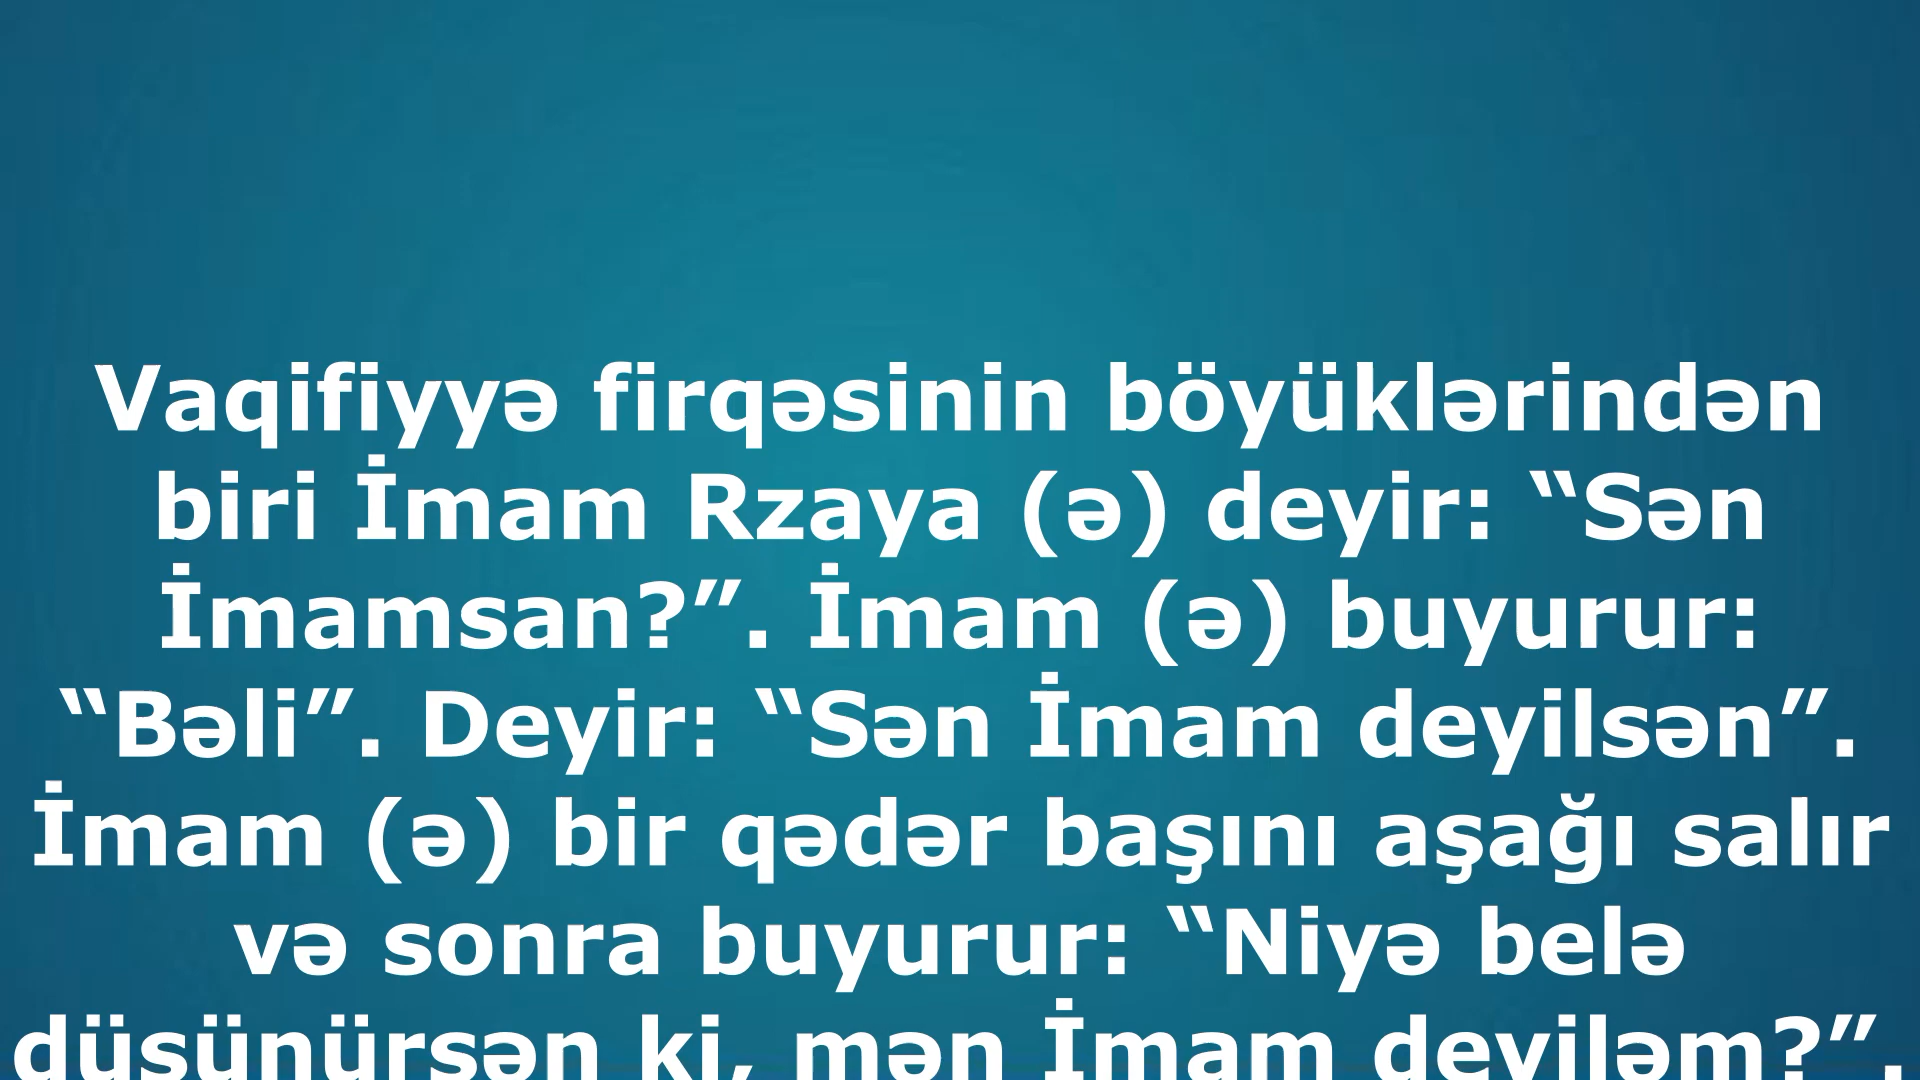 Vaqifiyyə firqəsinin böyüklərindən
biri İmam Rzaya (ə) deyir: “Sən
İmamsan?”. İmam (ə) buyurur:
“Bəli”. Deyir: “Sən İmam deyilsən”.
İmam (ə) bir qədər başını aşağı salır
və sonra buyurur: “Niyə belə
düşünürsən ki, mən İmam deyiləm?”.